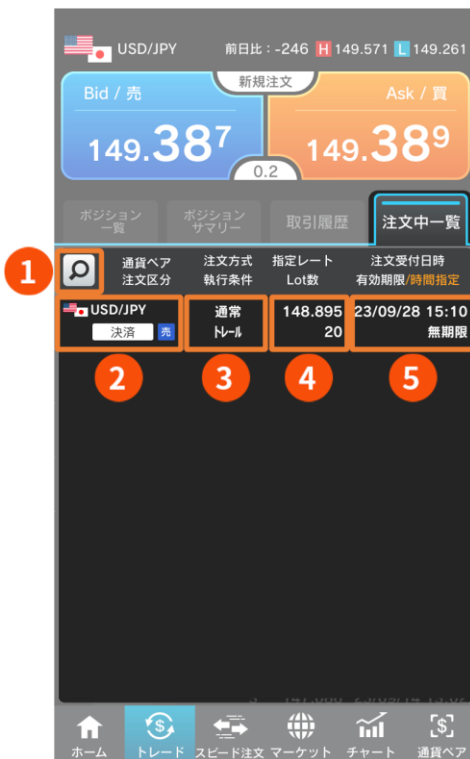 USD/JPY 前日比：-246 H 149.571 L 149.261
新規注文
Bid / 売 Ask / 買
149.387 149.389
0.2
ポジション一覧 ポジションサマリー 取引履歴 注文中一覧
1
通貨ペア 注文方式 指定レート 注文受付日時
注文区分 執行条件 Lot数 有効期限/時間指定
USD/JPY 通常 148.895 23/09/28 15:10
決済 売 トレール 20 無期限
2 3 4 5
ホーム トレード スピード注文 マーケット チャート 通貨ペア